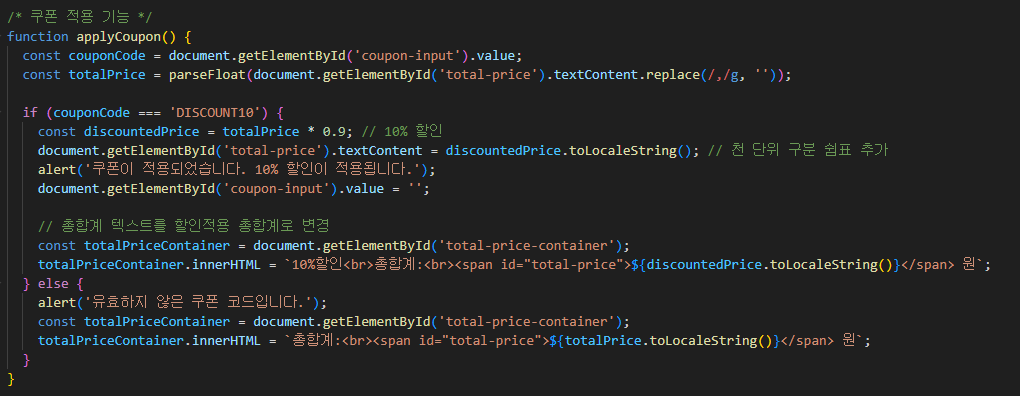 /* 쿠폰 적용 기능 */
function applyCoupon() {
  const couponCode = document.getElementById('coupon-input').value;
  const totalPrice = parseFloat(document.getElementById('total-price').textContent.replace(/,/g, ''));

  if (couponCode === 'DISCOUNT10') {
    const discountedPrice = totalPrice * 0.9; // 10% 할인
    document.getElementById('total-price').textContent = discountedPrice.toLocaleString(); // 천 단위 구분 쉼표 추가
    alert('쿠폰이 적용되었습니다. 10% 할인이 적용됩니다.');
    document.getElementById('coupon-input').value = '';

    // 총합계 텍스트를 할인적용 총합계로 변경
    const totalPriceContainer = document.getElementById('total-price-container');
    totalPriceContainer.innerHTML = `10%할인<br>총합계:<br><span id="total-price">${discountedPrice.toLocaleString()}</span> 원`;
  } else {
    alert('유효하지 않은 쿠폰 코드입니다.');
    const totalPriceContainer = document.getElementById('total-price-container');
    totalPriceContainer.innerHTML = `총합계:<br><span id="total-price">${totalPrice.toLocaleString()}</span> 원`;
  }
}